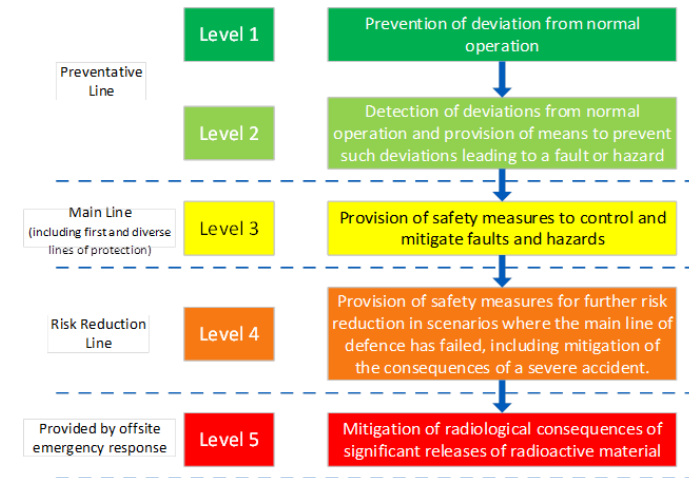 Level 1
Prevention of deviation from normal
operation
Preventative
Line
Level 2
Detection of deviations from normal
operation and provision of means to prevent
such deviations leading to a fault or hazard
Main Line
(including first and diverse
lines of protection)
Level 3
Provision of safety measures to control and
mitigate faults and hazards
Risk Reduction
Line
Level 4
Provision of safety measures for further risk
reduction in scenarios where the main line of
defence has failed, including mitigation of
the consequences of a severe accident.
Provided by offsite
emergency response
Level 5
Mitigation of radiological consequences of
significant releases of radioactive material